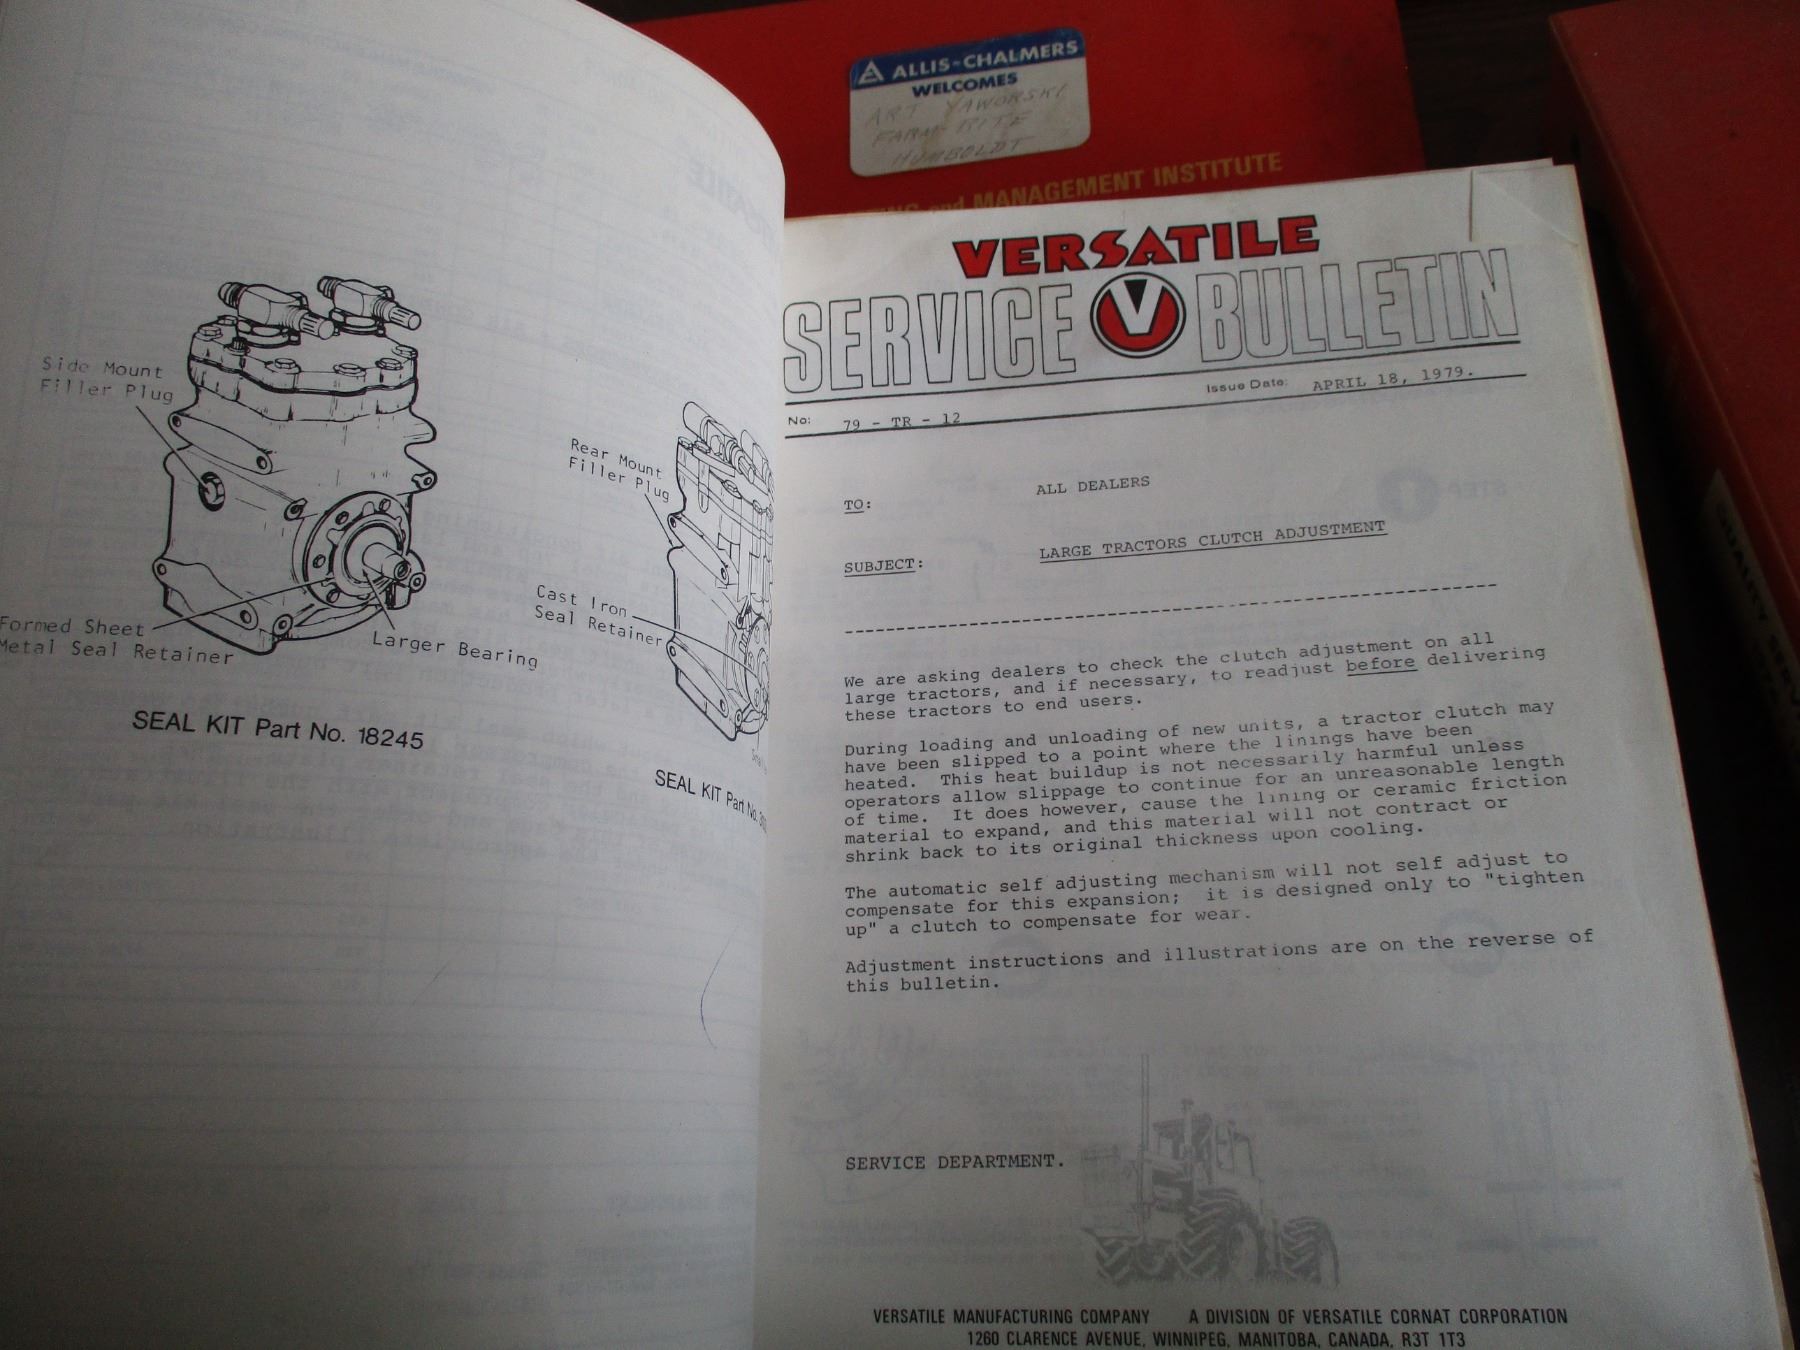 ALLIS-CHALMERS
WELCOMES
ART YAWORSKI
FARM-RITE
HUMBOLDT
and MANAGEMENT INSTITUTE
Side Mount
Filler Plug
Formed Sheet
Metal Seal Retainer
Larger Bearing
SEAL KIT Part No. 18245
Rear Mount
Filler Plug
Cast Iron
Seal Retainer
SEAL KIT Part No.
VERSATILE
SERVICE V BULLETIN
No: 79 - TR - 12
Issue Date: APRIL 18, 1979.
TO: ALL DEALERS
SUBJECT: LARGE TRACTORS CLUTCH ADJUSTMENT
We are asking dealers to check the clutch adjustment on all
large tractors, and if necessary, to readjust before delivering
these tractors to end users.
During loading and unloading of new units, a tractor clutch may
have been slipped to a point where the linings have been
heated. This heat buildup is not necessarily harmful unless
operators allow slippage to continue for an unreasonable length
of time. It does however, cause the lining or ceramic friction
material to expand, and this material will not contract or
shrink back to its original thickness upon cooling.
The automatic self adjusting mechanism will not self adjust to
compensate for this expansion; it is designed only to "tighten
up" a clutch to compensate for wear.
Adjustment instructions and illustrations are on the reverse of
this bulletin.
SERVICE DEPARTMENT.
VERSATILE MANUFACTURING COMPANY A DIVISION OF VERSATILE CORNAT CORPORATION
1260 CLARENCE AVENUE, WINNIPEG, MANITOBA, CANADA, R3T 1T3